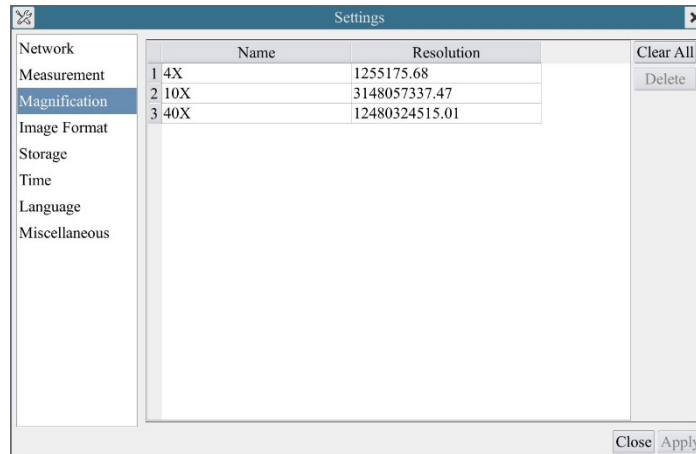 Settings
Network
Measurement
Magnification
Image Format
Storage
Time
Language
Miscellaneous
Name Resolution
1 4X 1255175.68
2 10X 3148057337.47
3 40X 12480324515.01
Clear All
Delete
Close Apply